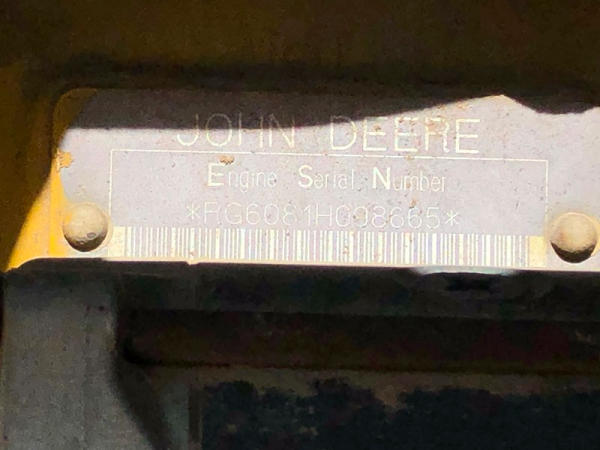 JOHN DEERE
Engine Serial Number
*RG6081H098665*